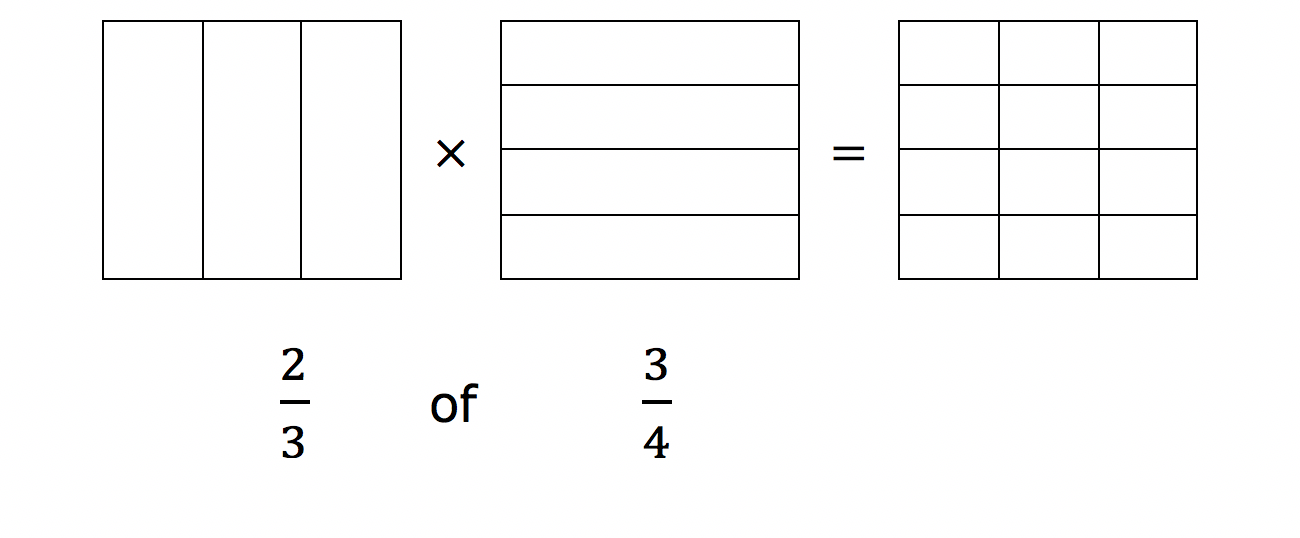 × =
2/3 of 3/4